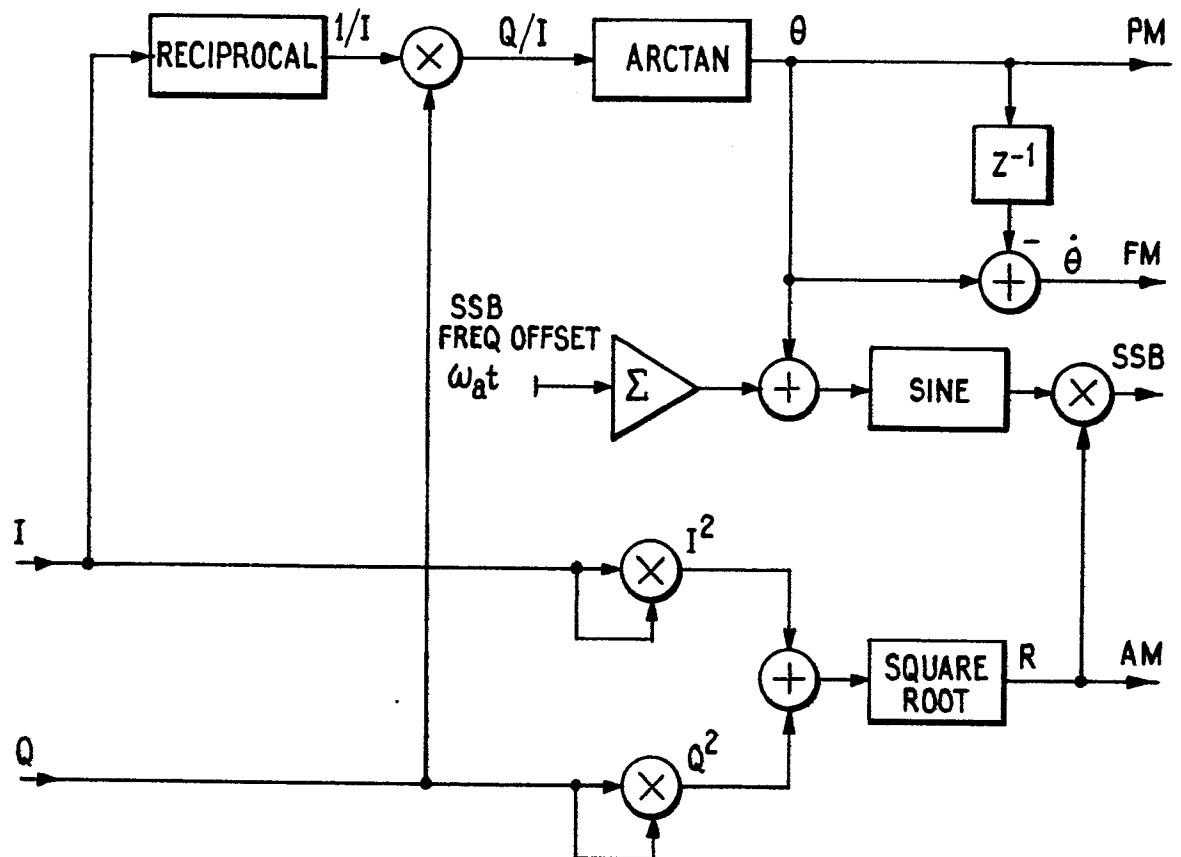 RECIPROCAL
1/I
×
Q/I
ARCTAN
θ
PM
Z⁻¹
−
+
θ̇
FM
SSB
FREQ OFFSET
ωat
Σ
+
SINE
×
SSB
I
×
I²
+
SQUARE
ROOT
R
AM
Q
×
Q²